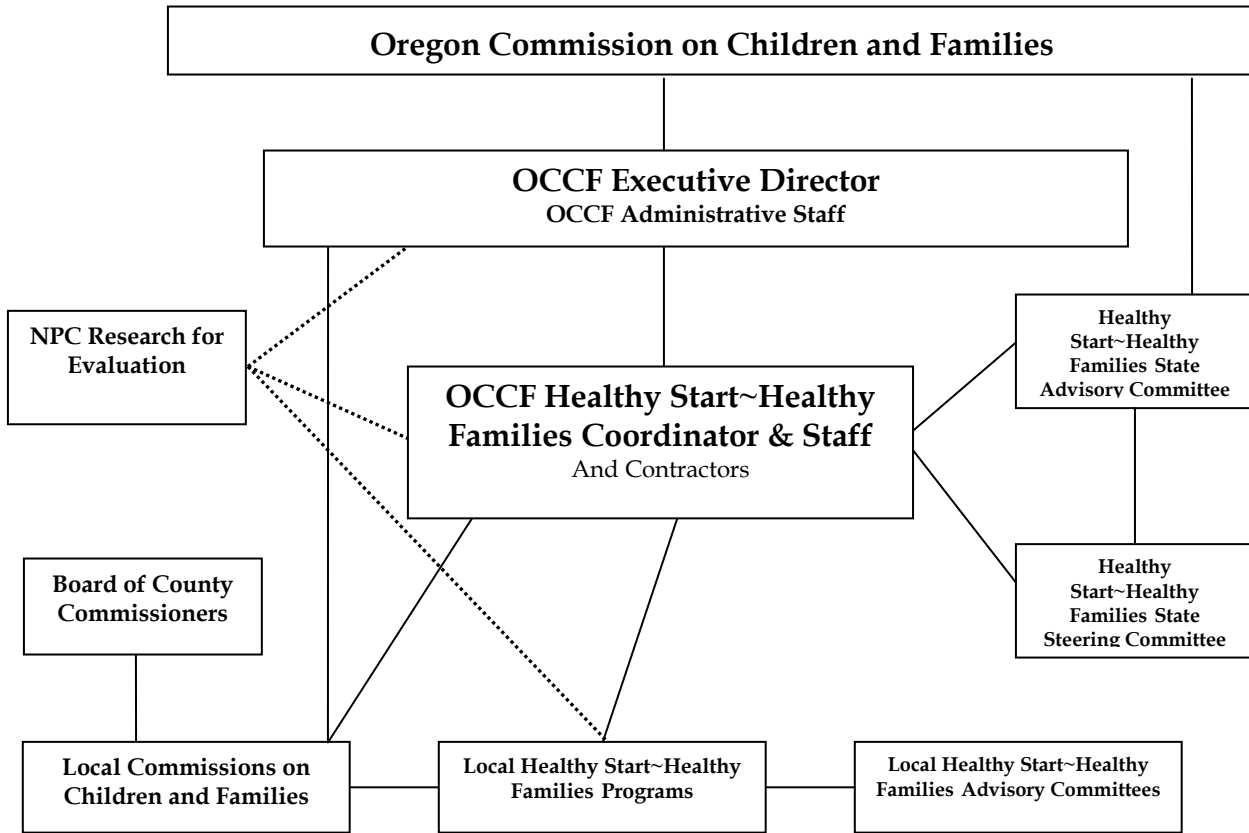 Oregon Commission on Children and Families
OCCF Executive Director
OCCF Administrative Staff
NPC Research for
Evaluation
Healthy
Start~Healthy
Families State
Advisory Committee
OCCF Healthy Start~Healthy
Families Coordinator & Staff
And Contractors
Board of County
Commissioners
Healthy
Start~Healthy
Families State
Steering Committee
Local Commissions on
Children and Families
Local Healthy Start~Healthy
Families Programs
Local Healthy Start~Healthy
Families Advisory Committees